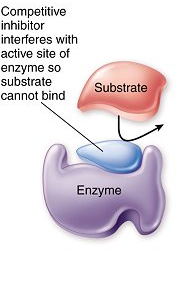 Competitive
inhibitor
interferes with
active site of
enzyme so
substrate
cannot bind
Substrate
Enzyme